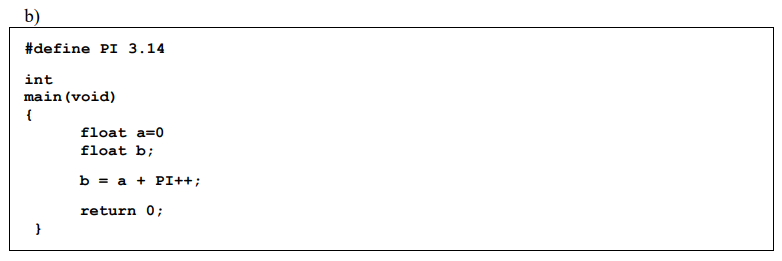 b)
#define PI 3.14
int
main(void)
{
float a=0
float b;
b = a + PI++;
return 0;
}